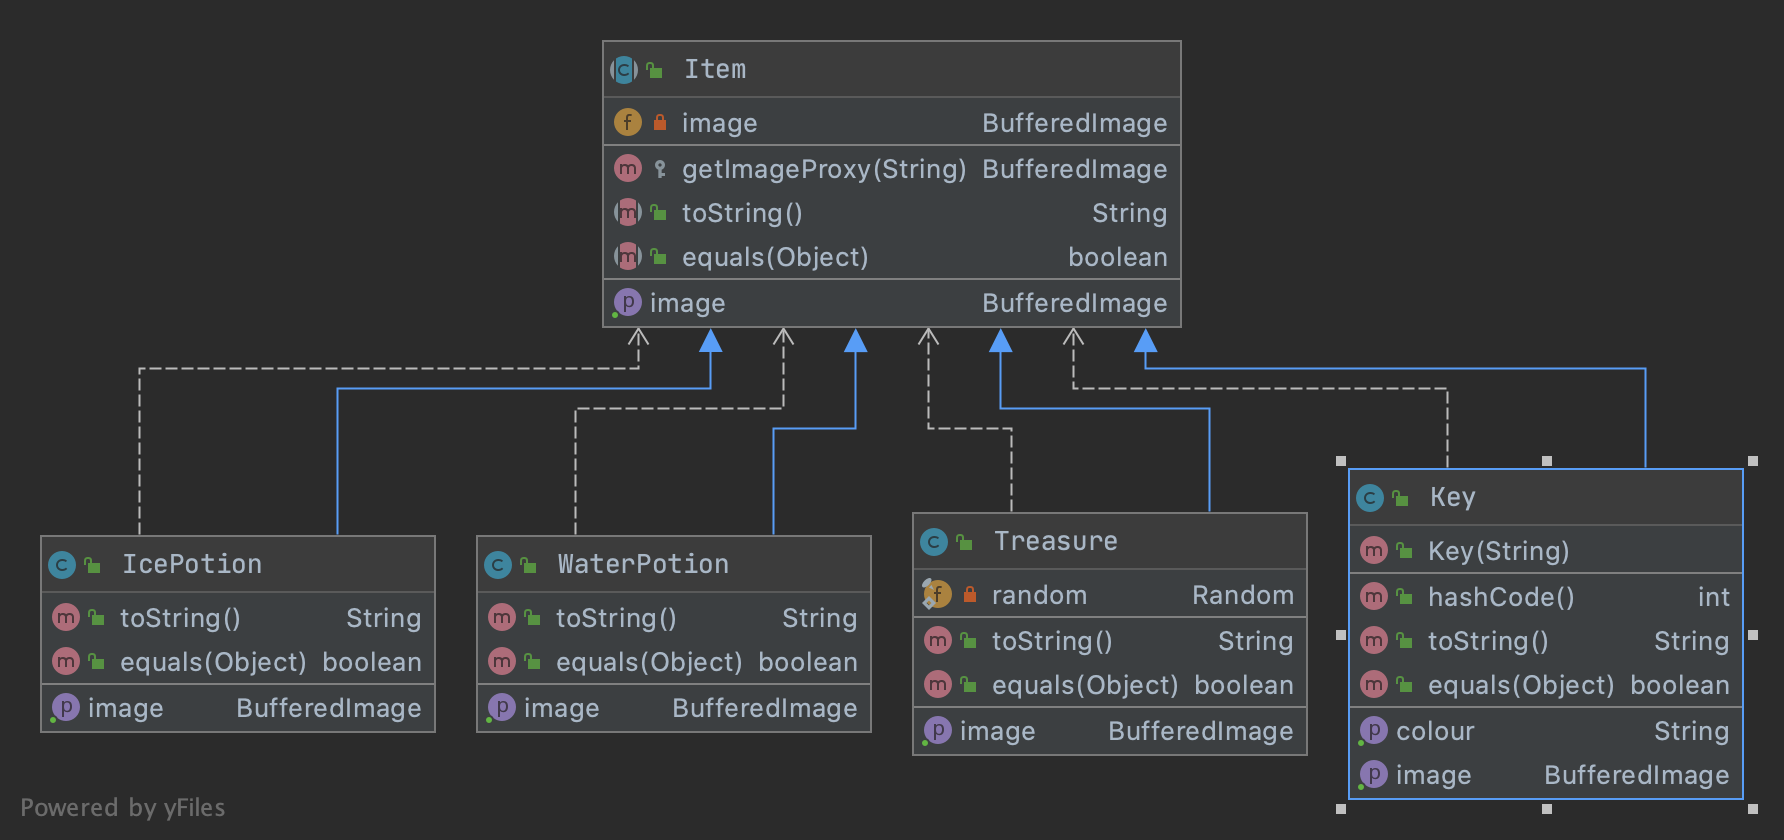 Item
image BufferedImage
getImageProxy(String) BufferedImage
toString() String
equals(Object) boolean
image BufferedImage
IcePotion
toString() String
equals(Object) boolean
image BufferedImage
WaterPotion
toString() String
equals(Object) boolean
image BufferedImage
Treasure
random Random
toString() String
equals(Object) boolean
image BufferedImage
Key
Key(String)
hashCode() int
toString() String
equals(Object) boolean
colour String
image BufferedImage
Powered by yFiles